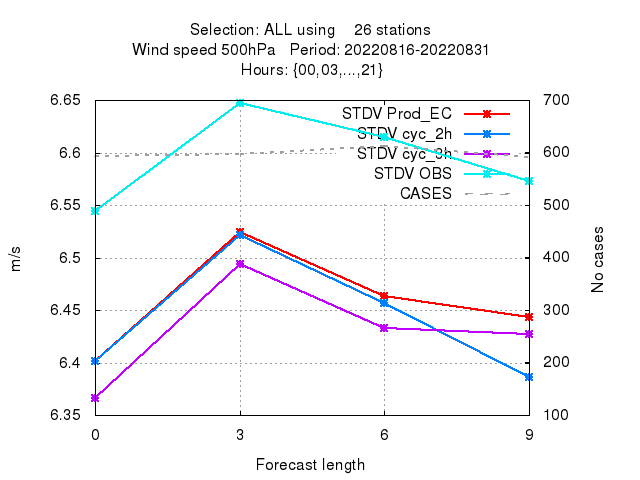 Selection: ALL using 26 stations
Wind speed 500hPa Period: 20220816-20220831
Hours: {00,03,...,21}
6.65
6.6
6.55
6.5
6.45
6.4
6.35
700
600
500
400
300
200
100
STDV Prod_EC
STDV cyc_2h
STDV cyc_3h
STDV OBS
CASES
m/s
No cases
0 3 6 9
Forecast length